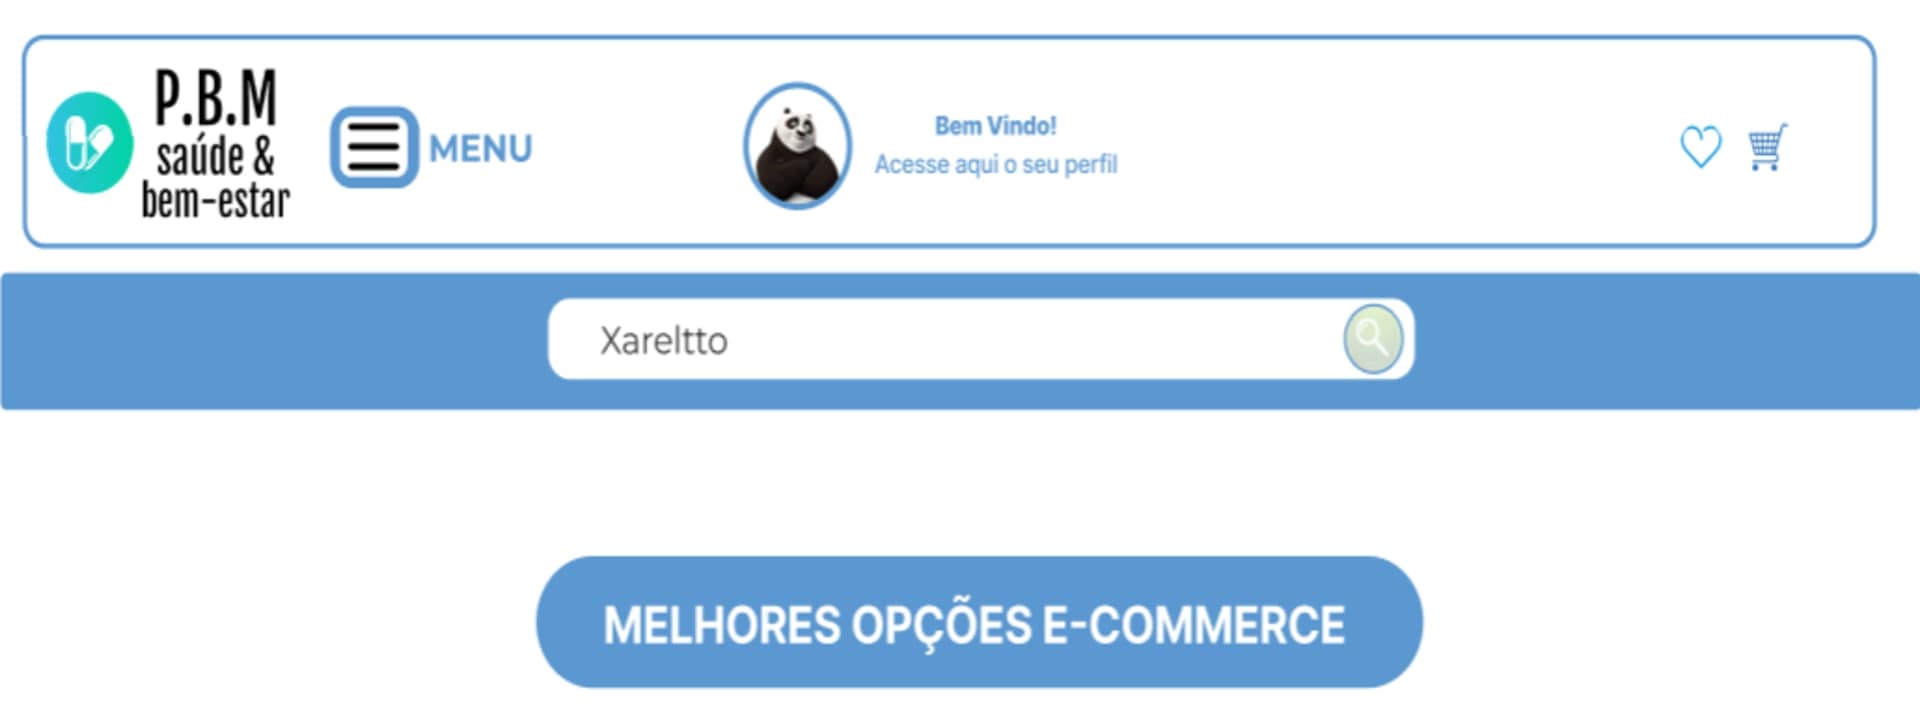 P.B.M
saúde &
bem-estar
MENU
Bem Vindo!
Acesse aqui o seu perfil
Xareltto
MELHORES OPÇÕES E-COMMERCE